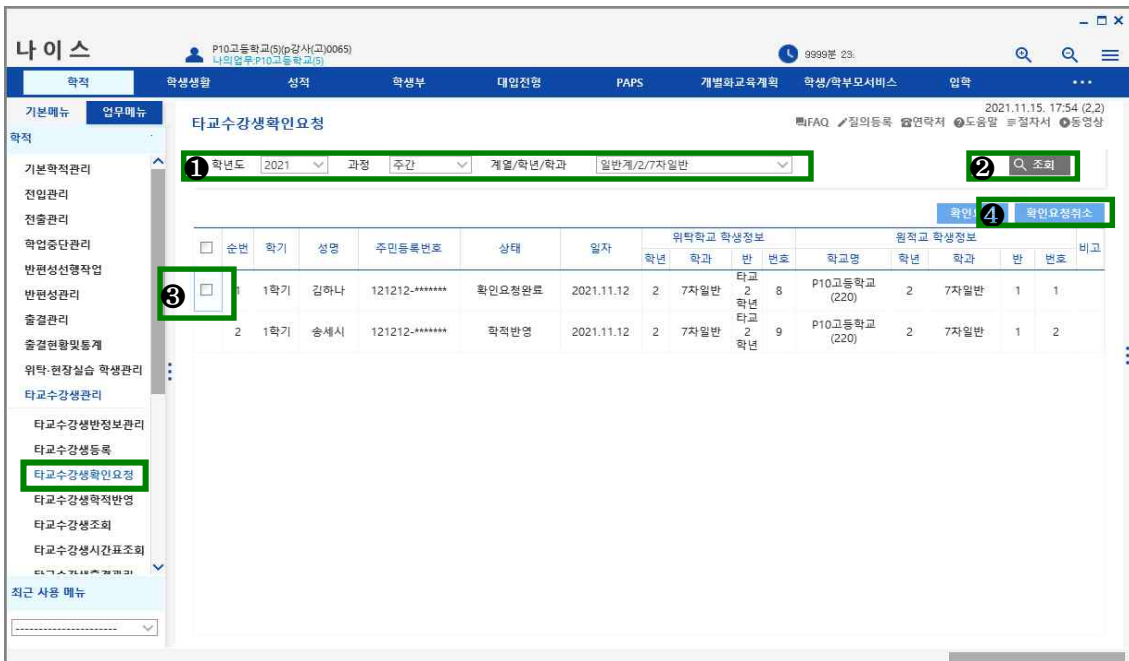 나이스
P10고등학교(5)(p강사(고)0065)
나의업무:P10고등학교(5)
9999분 23.
학적 학생생활 성적 학생부 대입전형 PAPS 개별화교육계획 학생/학부모서비스 입학 ...
기본메뉴 업무메뉴
2021.11.15. 17:54 (2,2)
타교수강생확인요청
FAQ 질의등록 연락처 도움말 절차서 동영상
학적
❶ 학년도 2021 과정 주간 계열/학년/학과 일반계/2/7차일반 ❷ 조회
❹ 확인요청취소
순번 학기 성명 주민등록번호 상태 일자 위탁학교 학생정보 원적교 학생정보 비고
학년 학과 반 번호 학교명 학년 학과 반 번호
❸ 1 1학기 김하나 121212-******* 확인요청완료 2021.11.12 2 7차일반 타교 2 학년 8 P10고등학교 (220) 2 7차일반 1 1
2 1학기 송세시 121212-******* 학적반영 2021.11.12 2 7차일반 타교 2 학년 9 P10고등학교 (220) 2 7차일반 1 2
기본학적관리
전입관리
전출관리
학업중단관리
반편성선행작업
반편성관리
출결관리
출결현황및통계
위탁·현장실습 학생관리
타교수강생관리
타교수강생반정보관리
타교수강생등록
타교수강생확인요청
타교수강생학적반영
타교수강생조회
타교수강생시간표조회
최근 사용 메뉴
----------------------